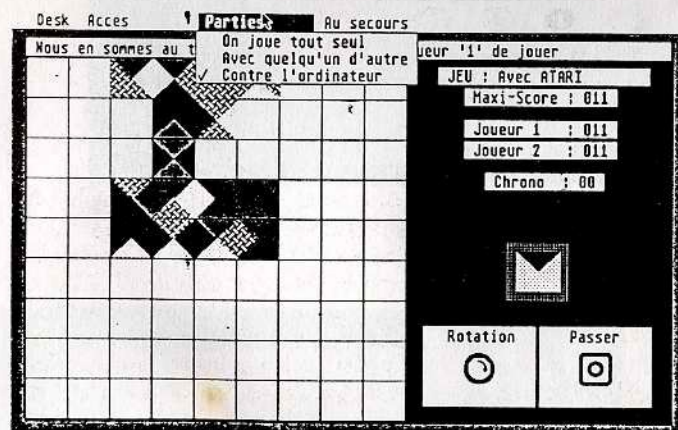 Desk Acces Parties Au secours
Nous en sommes au t
ueur '1' de jouer
On joue tout seul
Avec quelqu'un d'autre
✓ Contre l'ordinateur
JEU : Avec ATARI
Maxi-Score : 011
Joueur 1 : 011
Joueur 2 : 011
Chrono : 00
Rotation
Passer